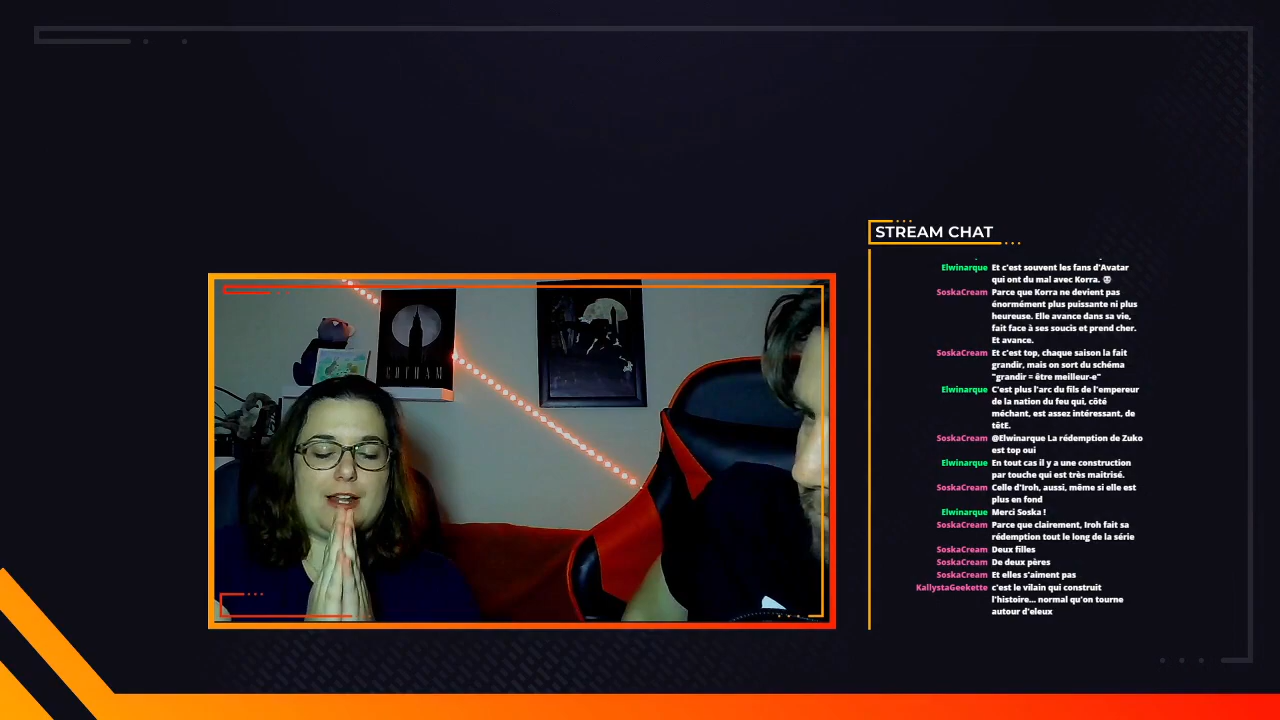 STREAM CHAT
Elwinarque Et c'est souvent les fans d'Avatar
qui ont du mal avec Korra.
SoskaCream Parce que Korra ne devient pas
énormément plus puissante ni plus
heureuse. Elle avance dans sa vie,
fait face à ses soucis et prend cher.
Et avance.
SoskaCream Et c'est top, chaque saison la fait
grandir, mais on sort du schéma
"grandir = être meilleur-e"
Elwinarque C'est plus l'arc du fils de l'empereur
de la nation du feu qui, côté
méchant, est assez intéressant, de
têtE.
SoskaCream @Elwinarque La rédemption de Zuko
est top oui
Elwinarque En tout cas il y a une construction
par touche qui est très maitrisé.
SoskaCream Celle d'Iroh, aussi, même si elle est
plus en fond
Elwinarque Merci Soska !
SoskaCream Parce que clairement, Iroh fait sa
rédemption tout le long de la série
SoskaCream Deux filles
SoskaCream De deux pères
SoskaCream Et elles s'aiment pas
KallystaGeekette c'est le vilain qui construit
l'histoire... normal qu'on tourne
autour d'eleux
GOTHAM